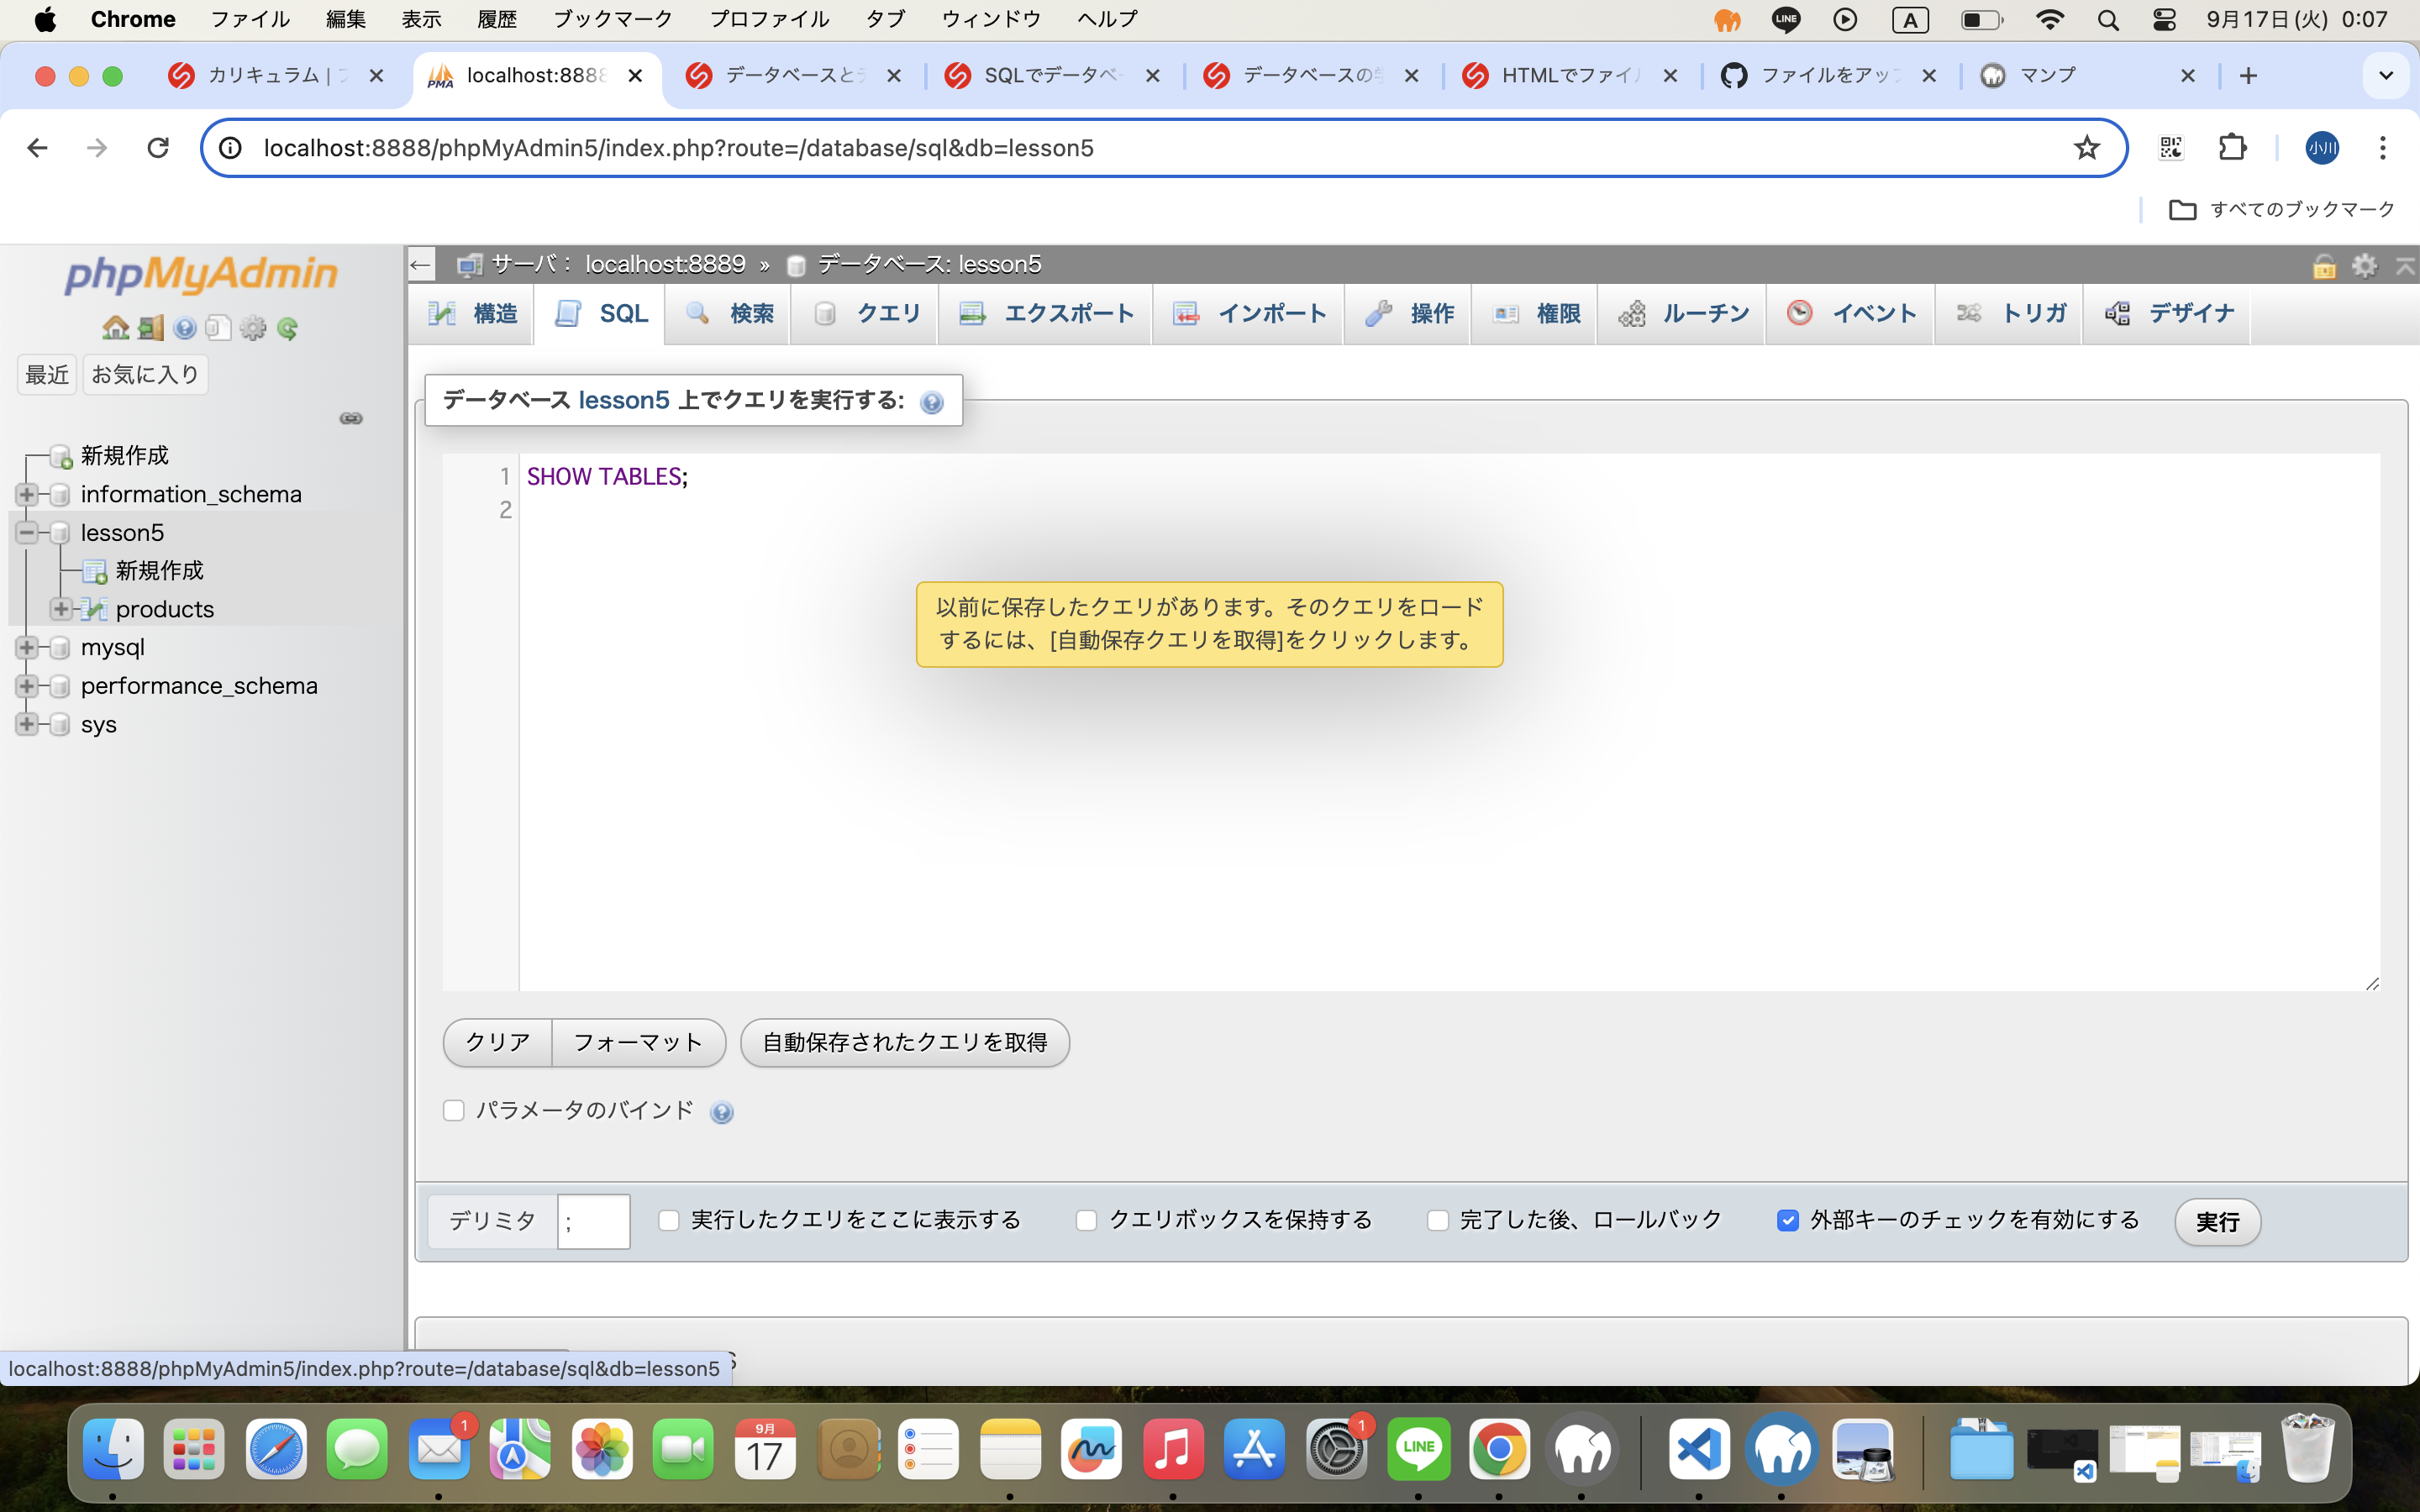 Chrome ファイル 編集 表示 履歴 ブックマーク プロファイル タブ ウィンドウ ヘルプ LINE A 9月17日(火) 0:07
カリキュラム | localhost:8888 データベースと SQLでデータベ データベースの HTMLでファイル ファイルをアップ マンプ
localhost:8888/phpMyAdmin5/index.php?route=/database/sql&db=lesson5 小川
すべてのブックマーク
phpMyAdmin
最近 お気に入り
新規作成
information_schema
lesson5
新規作成
products
mysql
performance_schema
sys
サーバ: localhost:8889 » データベース: lesson5
構造 SQL 検索 クエリ エクスポート インポート 操作 権限 ルーチン イベント トリガ デザイナ
データベース lesson5 上でクエリを実行する:
1 SHOW TABLES;
2
以前に保存したクエリがあります。そのクエリをロード
するには、[自動保存クエリを取得]をクリックします。
クリア フォーマット 自動保存されたクエリを取得
パラメータのバインド
デリミタ ; 実行したクエリをここに表示する クエリボックスを保持する 完了した後、ロールバック 外部キーのチェックを有効にする 実行
localhost:8888/phpMyAdmin5/index.php?route=/database/sql&db=lesson5
1 9月 17 1 LINE